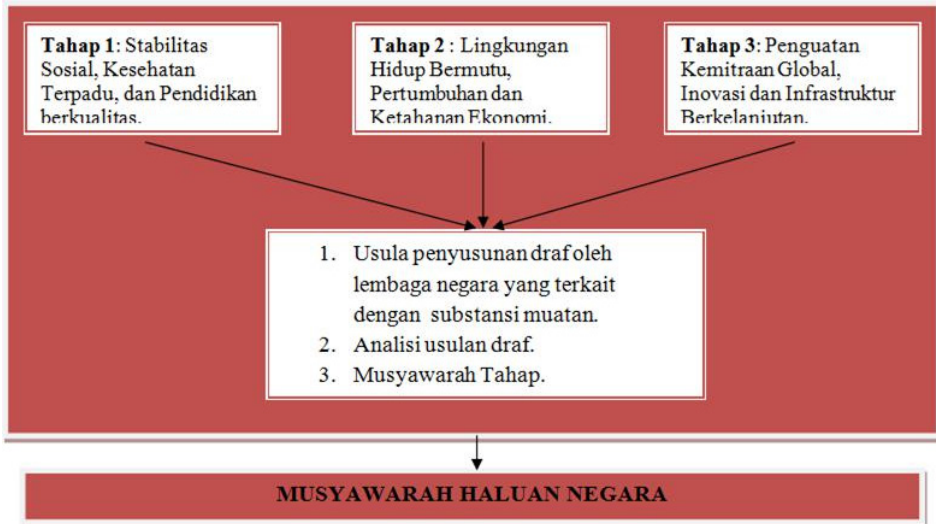 Tahap 1: Stabilitas
Sosial, Kesehatan
Terpadu, dan Pendidikan
berkualitas.
Tahap 2 : Lingkungan
Hidup Bermutu,
Pertumbuhan dan
Ketahanan Ekonomi.
Tahap 3: Penguatan
Kemitraan Global,
Inovasi dan Infrastruktur
Berkelanjutan.
1. Usula penyusunan draf oleh
lembaga negara yang terkait
dengan substansi muatan.
2. Analisi usulan draf.
3. Musyawarah Tahap.
MUSYAWARAH HALUAN NEGARA